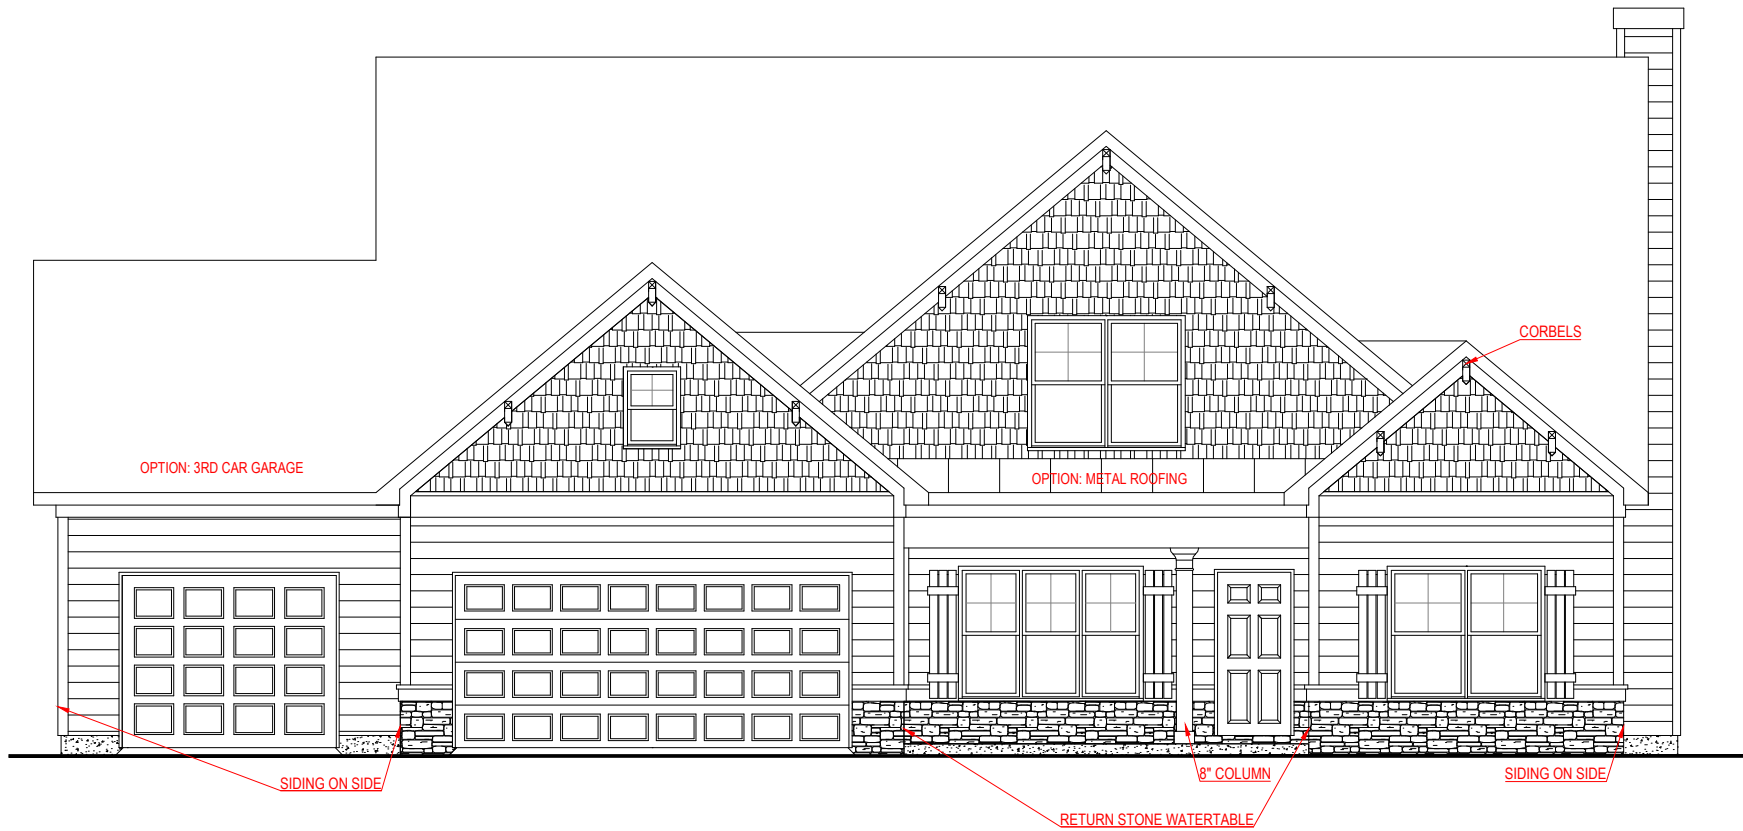 CORBELS
OPTION: 3RD CAR GARAGE
OPTION: METAL ROOFING
SIDING ON SIDE
8" COLUMN
SIDING ON SIDE
RETURN STONE WATERTABLE